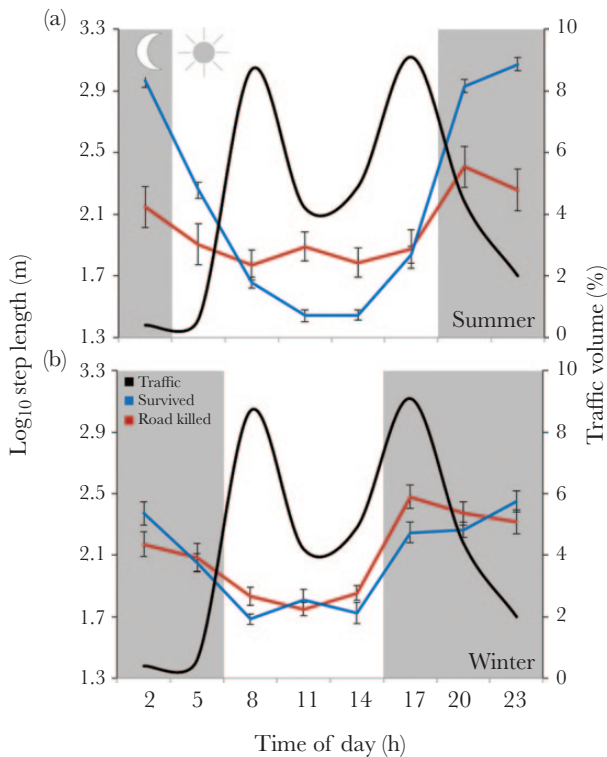 (a)
3.3
2.9
2.5
2.1
1.7
1.3
10
8
6
4
2
0
Summer
(b)
3.3
2.9
2.5
2.1
1.7
1.3
10
8
6
4
2
0
Traffic
Survived
Road killed
Winter
Log10 step length (m)
Traffic volume (%)
2 5 8 11 14 17 20 23
Time of day (h)